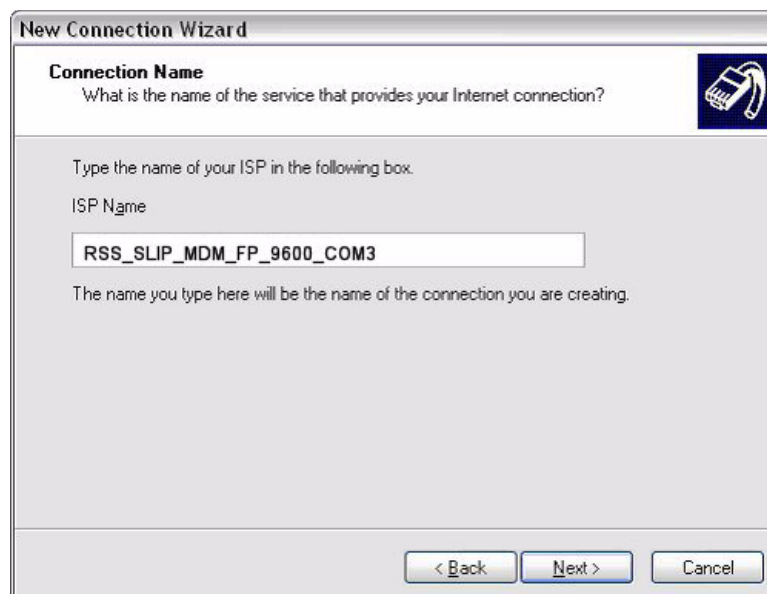 New Connection Wizard
Connection Name
What is the name of the service that provides your Internet connection?
Type the name of your ISP in the following box.
ISP Name
RSS_SLIP_MDM_FP_9600_COM3
The name you type here will be the name of the connection you are creating.
< Back Next > Cancel